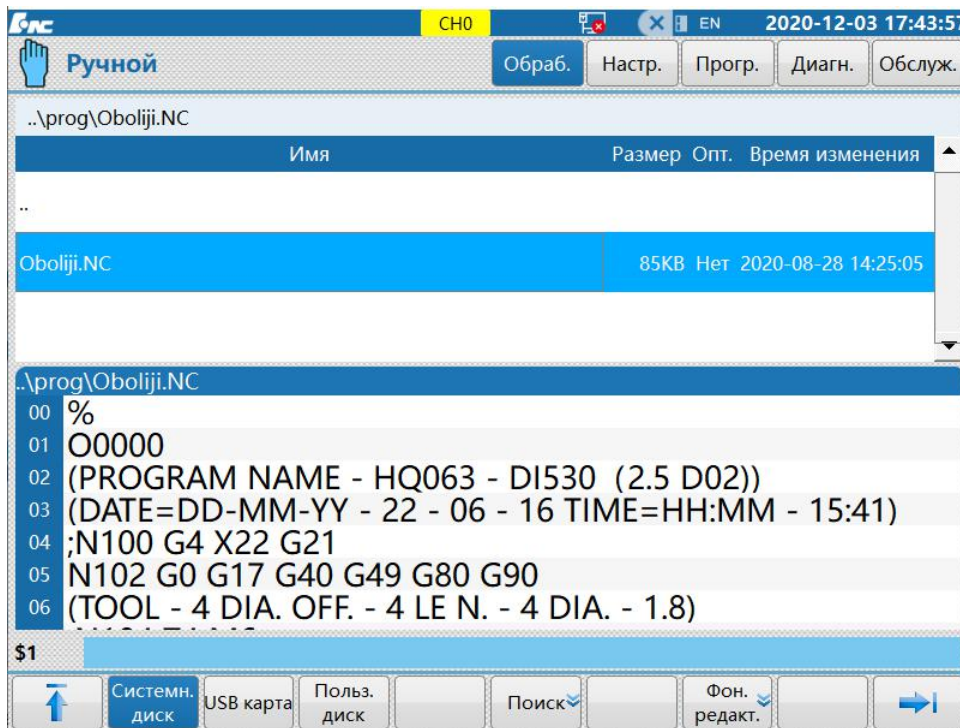 HNC CH0 EN 2020-12-03 17:43:57
Ручной Обраб. Настр. Прогр. Диагн. Обслуж.
..\prog\Oboliji.NC
Имя Размер Опт. Время изменения
..
Oboliji.NC 85KB Нет 2020-08-28 14:25:05
..\prog\Oboliji.NC
00 %
01 O0000
02 (PROGRAM NAME - HQ063 - DI530 (2.5 D02))
03 (DATE=DD-MM-YY - 22 - 06 - 16 TIME=HH:MM - 15:41)
04 ;N100 G4 X22 G21
05 N102 G0 G17 G40 G49 G80 G90
06 (TOOL - 4 DIA. OFF. - 4 LE N. - 4 DIA. - 1.8)
$1
Системн. диск USB карта Польз. диск Поиск Фон. редакт.